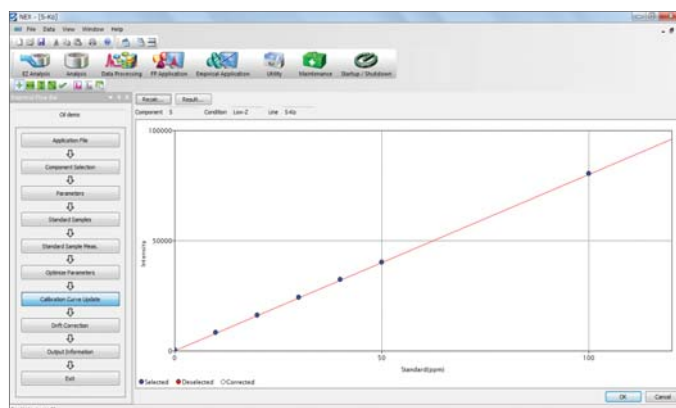 NEX - [S-Kα]
File Data View Window Help
EZ Analysis Analysis Data Processing FP Application Empirical Application Utility Maintenance Startup / Shutdown
Oil demo
Application File
Component Selection
Parameters
Standard Samples
Standard Sample Meas.
Optimize Parameters
Calibration Curve Update
Drift Correction
Output Information
Exit
Recalc... Result...
Component S Condition Low-Z Line S-Kα
100000
50000
0
Intensity
0 50 100
Standard(ppm)
Selected Deselected Corrected
OK Cancel